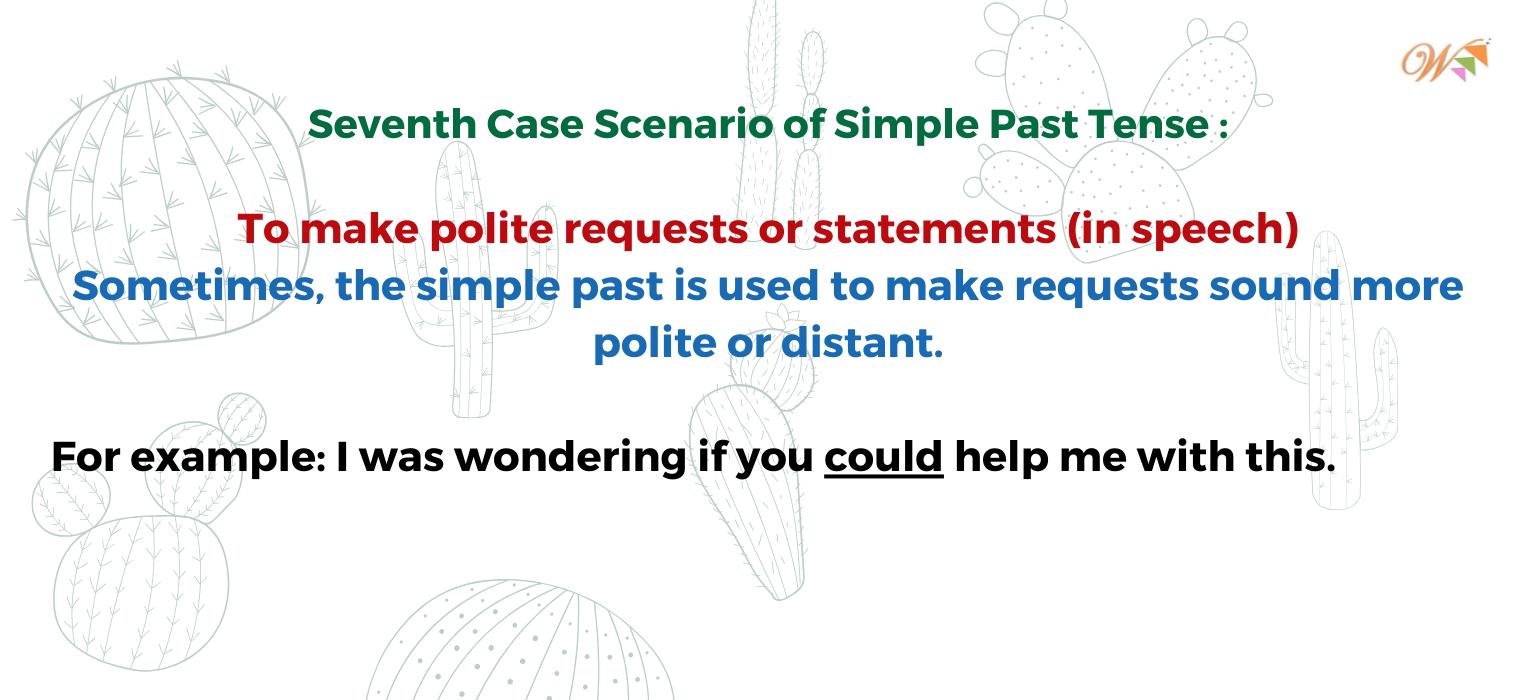 W
Seventh Case Scenario of Simple Past Tense :
To make polite requests or statements (in speech)
Sometimes, the simple past is used to make requests sound more
polite or distant.
For example: I was wondering if you could help me with this.